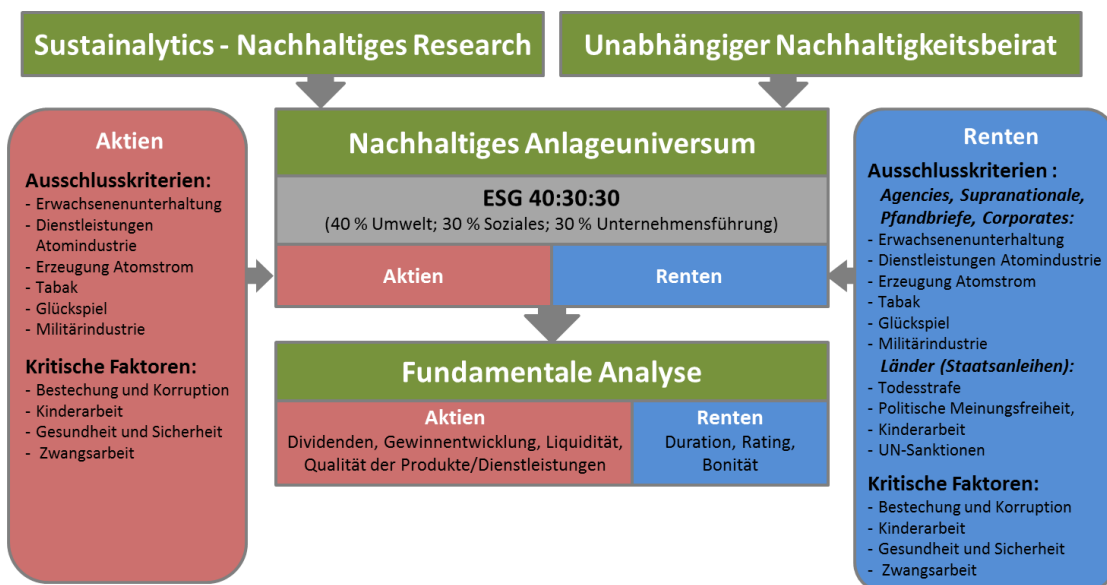 Sustainalytics - Nachhaltiges Research
Unabhängiger Nachhaltigkeitsbeirat
Aktien
Ausschlusskriterien:
- Erwachsenenunterhaltung
- Dienstleistungen
Atomindustrie
- Erzeugung Atomstrom
- Tabak
- Glückspiel
- Militärindustrie
Kritische Faktoren:
- Bestechung und Korruption
- Kinderarbeit
- Gesundheit und Sicherheit
- Zwangsarbeit
Nachhaltiges Anlageuniversum
ESG 40:30:30
(40 % Umwelt; 30 % Soziales; 30 % Unternehmensführung)
Aktien
Renten
Fundamentale Analyse
Aktien
Dividenden, Gewinnentwicklung, Liquidität,
Qualität der Produkte/Dienstleistungen
Renten
Duration, Rating,
Bonität
Renten
Ausschlusskriterien :
Agencies, Supranationale,
Pfandbriefe, Corporates:
- Erwachsenenunterhaltung
- Dienstleistungen Atomindustrie
- Erzeugung Atomstrom
- Tabak
- Glückspiel
- Militärindustrie
Länder (Staatsanleihen):
- Todesstrafe
- Politische Meinungsfreiheit,
- Kinderarbeit
- UN-Sanktionen
Kritische Faktoren:
- Bestechung und Korruption
- Kinderarbeit
- Gesundheit und Sicherheit
- Zwangsarbeit